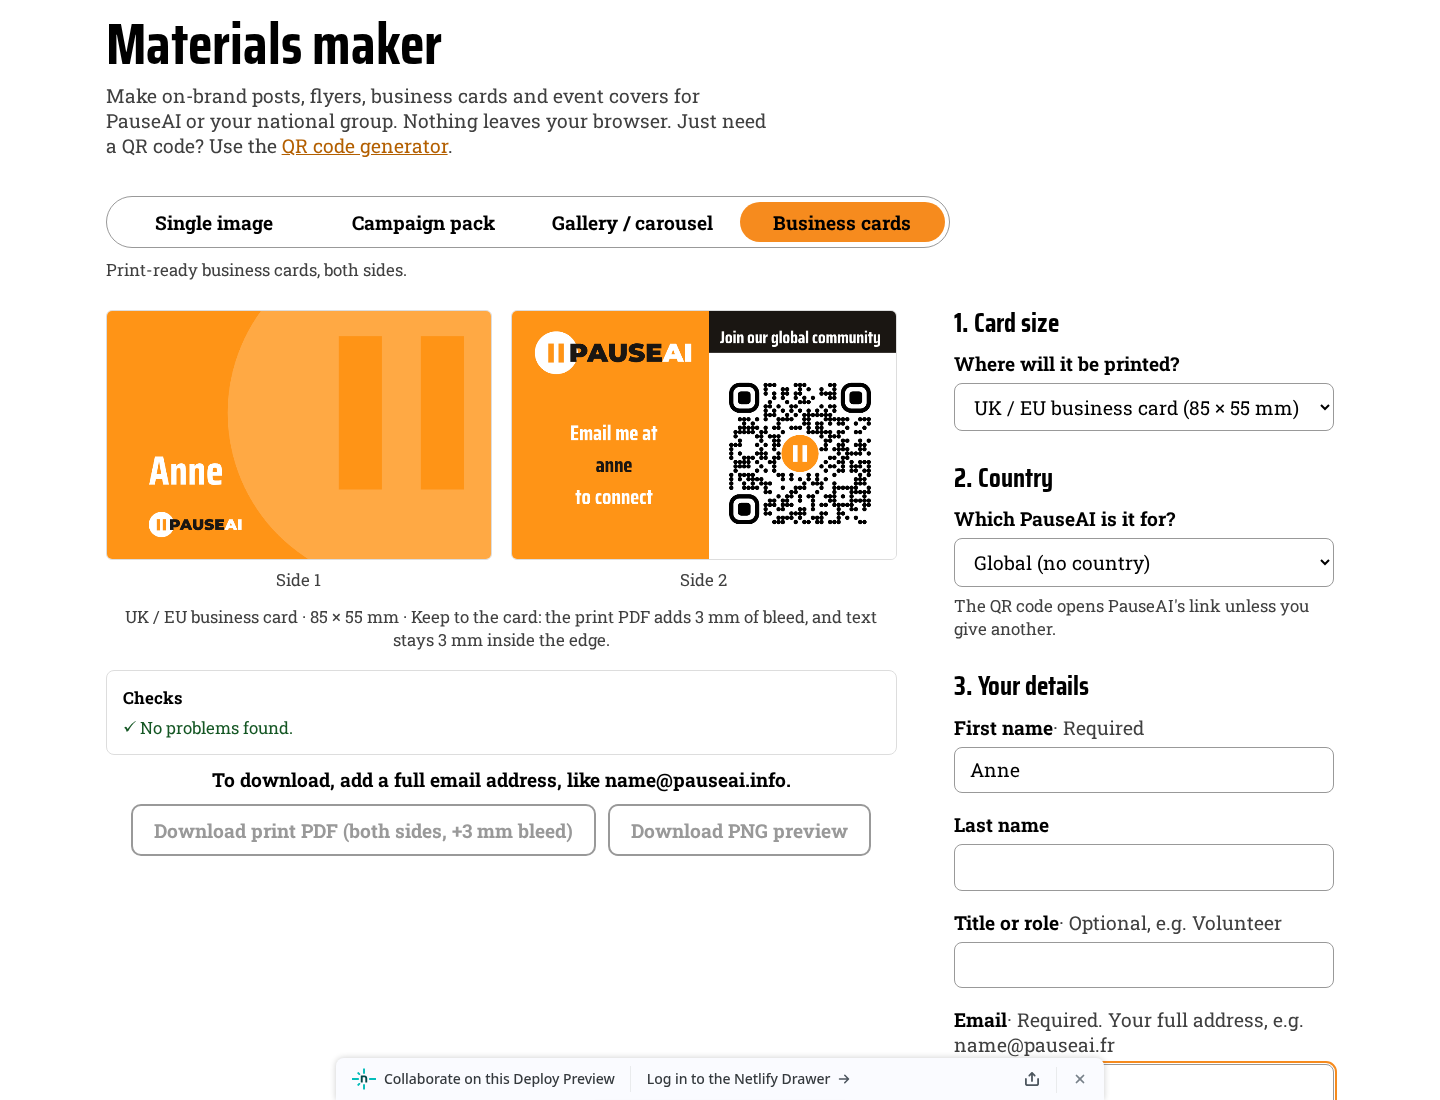 Materials maker
Make on-brand posts, flyers, business cards and event covers for
PauseAI or your national group. Nothing leaves your browser. Just need
a QR code? Use the QR code generator.
Single image
Campaign pack
Gallery / carousel
Business cards
Print-ready business cards, both sides.
Anne
PAUSEAI
Side 1
PAUSEAI
Email me at
anne
to connect
Join our global community
Side 2
UK / EU business card · 85 × 55 mm · Keep to the card: the print PDF adds 3 mm of bleed, and text
stays 3 mm inside the edge.
Checks
✓ No problems found.
To download, add a full email address, like name@pauseai.info.
Download print PDF (both sides, +3 mm bleed)
Download PNG preview
1. Card size
Where will it be printed?
UK / EU business card (85 × 55 mm)
2. Country
Which PauseAI is it for?
Global (no country)
The QR code opens PauseAI's link unless you
give another.
3. Your details
First name· Required
Anne
Last name
Title or role· Optional, e.g. Volunteer
Email· Required. Your full address, e.g.
name@pauseai.fr
Collaborate on this Deploy Preview
Log in to the Netlify Drawer →